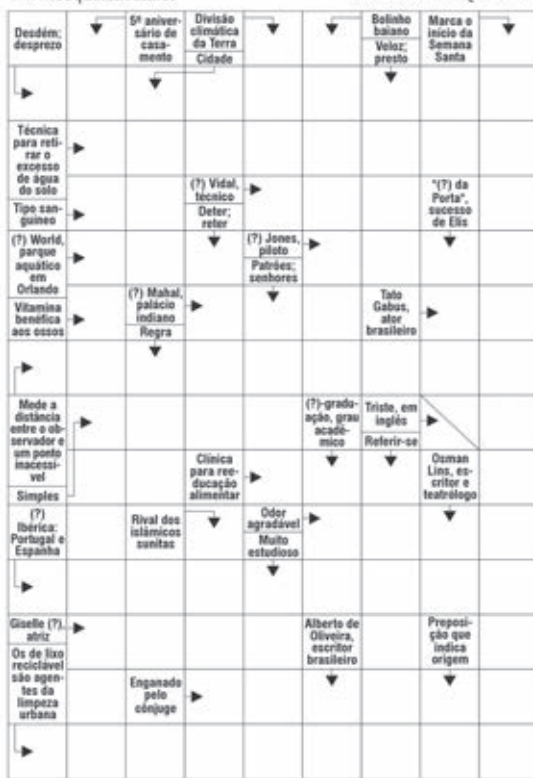 Desdém;
desprezo
5º aniver-
sário de
casa-
mento
Divisão
climática
da Terra
Cidade
Bolinho
baiano
Veloz;
presto
Marca o
início da
Semana
Santa
Técnica
para reti-
rar o
excesso
de água
do solo
Tipo san-
guíneo
(?) Vidal,
técnico
Deter;
reter
"(?) da
Porta",
sucesso
de Elis
(?) World,
parque
aquático
em
Orlando
Vitamina
benéfica
aos ossos
(?) Jones,
piloto
Patrões;
senhores
(?) Mahal,
palácio
indiano
Regra
Tato
Gabus,
ator
brasileiro
Mede a
distância
entre o ob-
servador e
um ponto
inacessí-
vel
Simples
(?)-gradu-
ação, grau
acadê-
mico
Triste, em
inglês
Referir-se
Clínica
para ree-
ducação
alimentar
Osman
Lins, es-
critor e
teatrólogo
(?)
Ibérica:
Portugal e
Espanha
Rival dos
islâmicos
sunitas
Odor
agradável
Muito
estudioso
Giselle (?),
atriz
Os de lixo
reciclável
são agen-
tes da
limpeza
urbana
Alberto de
Oliveira,
escritor
brasileiro
Preposi-
ção que
indica
origem
Enganado
pelo
cônjuge